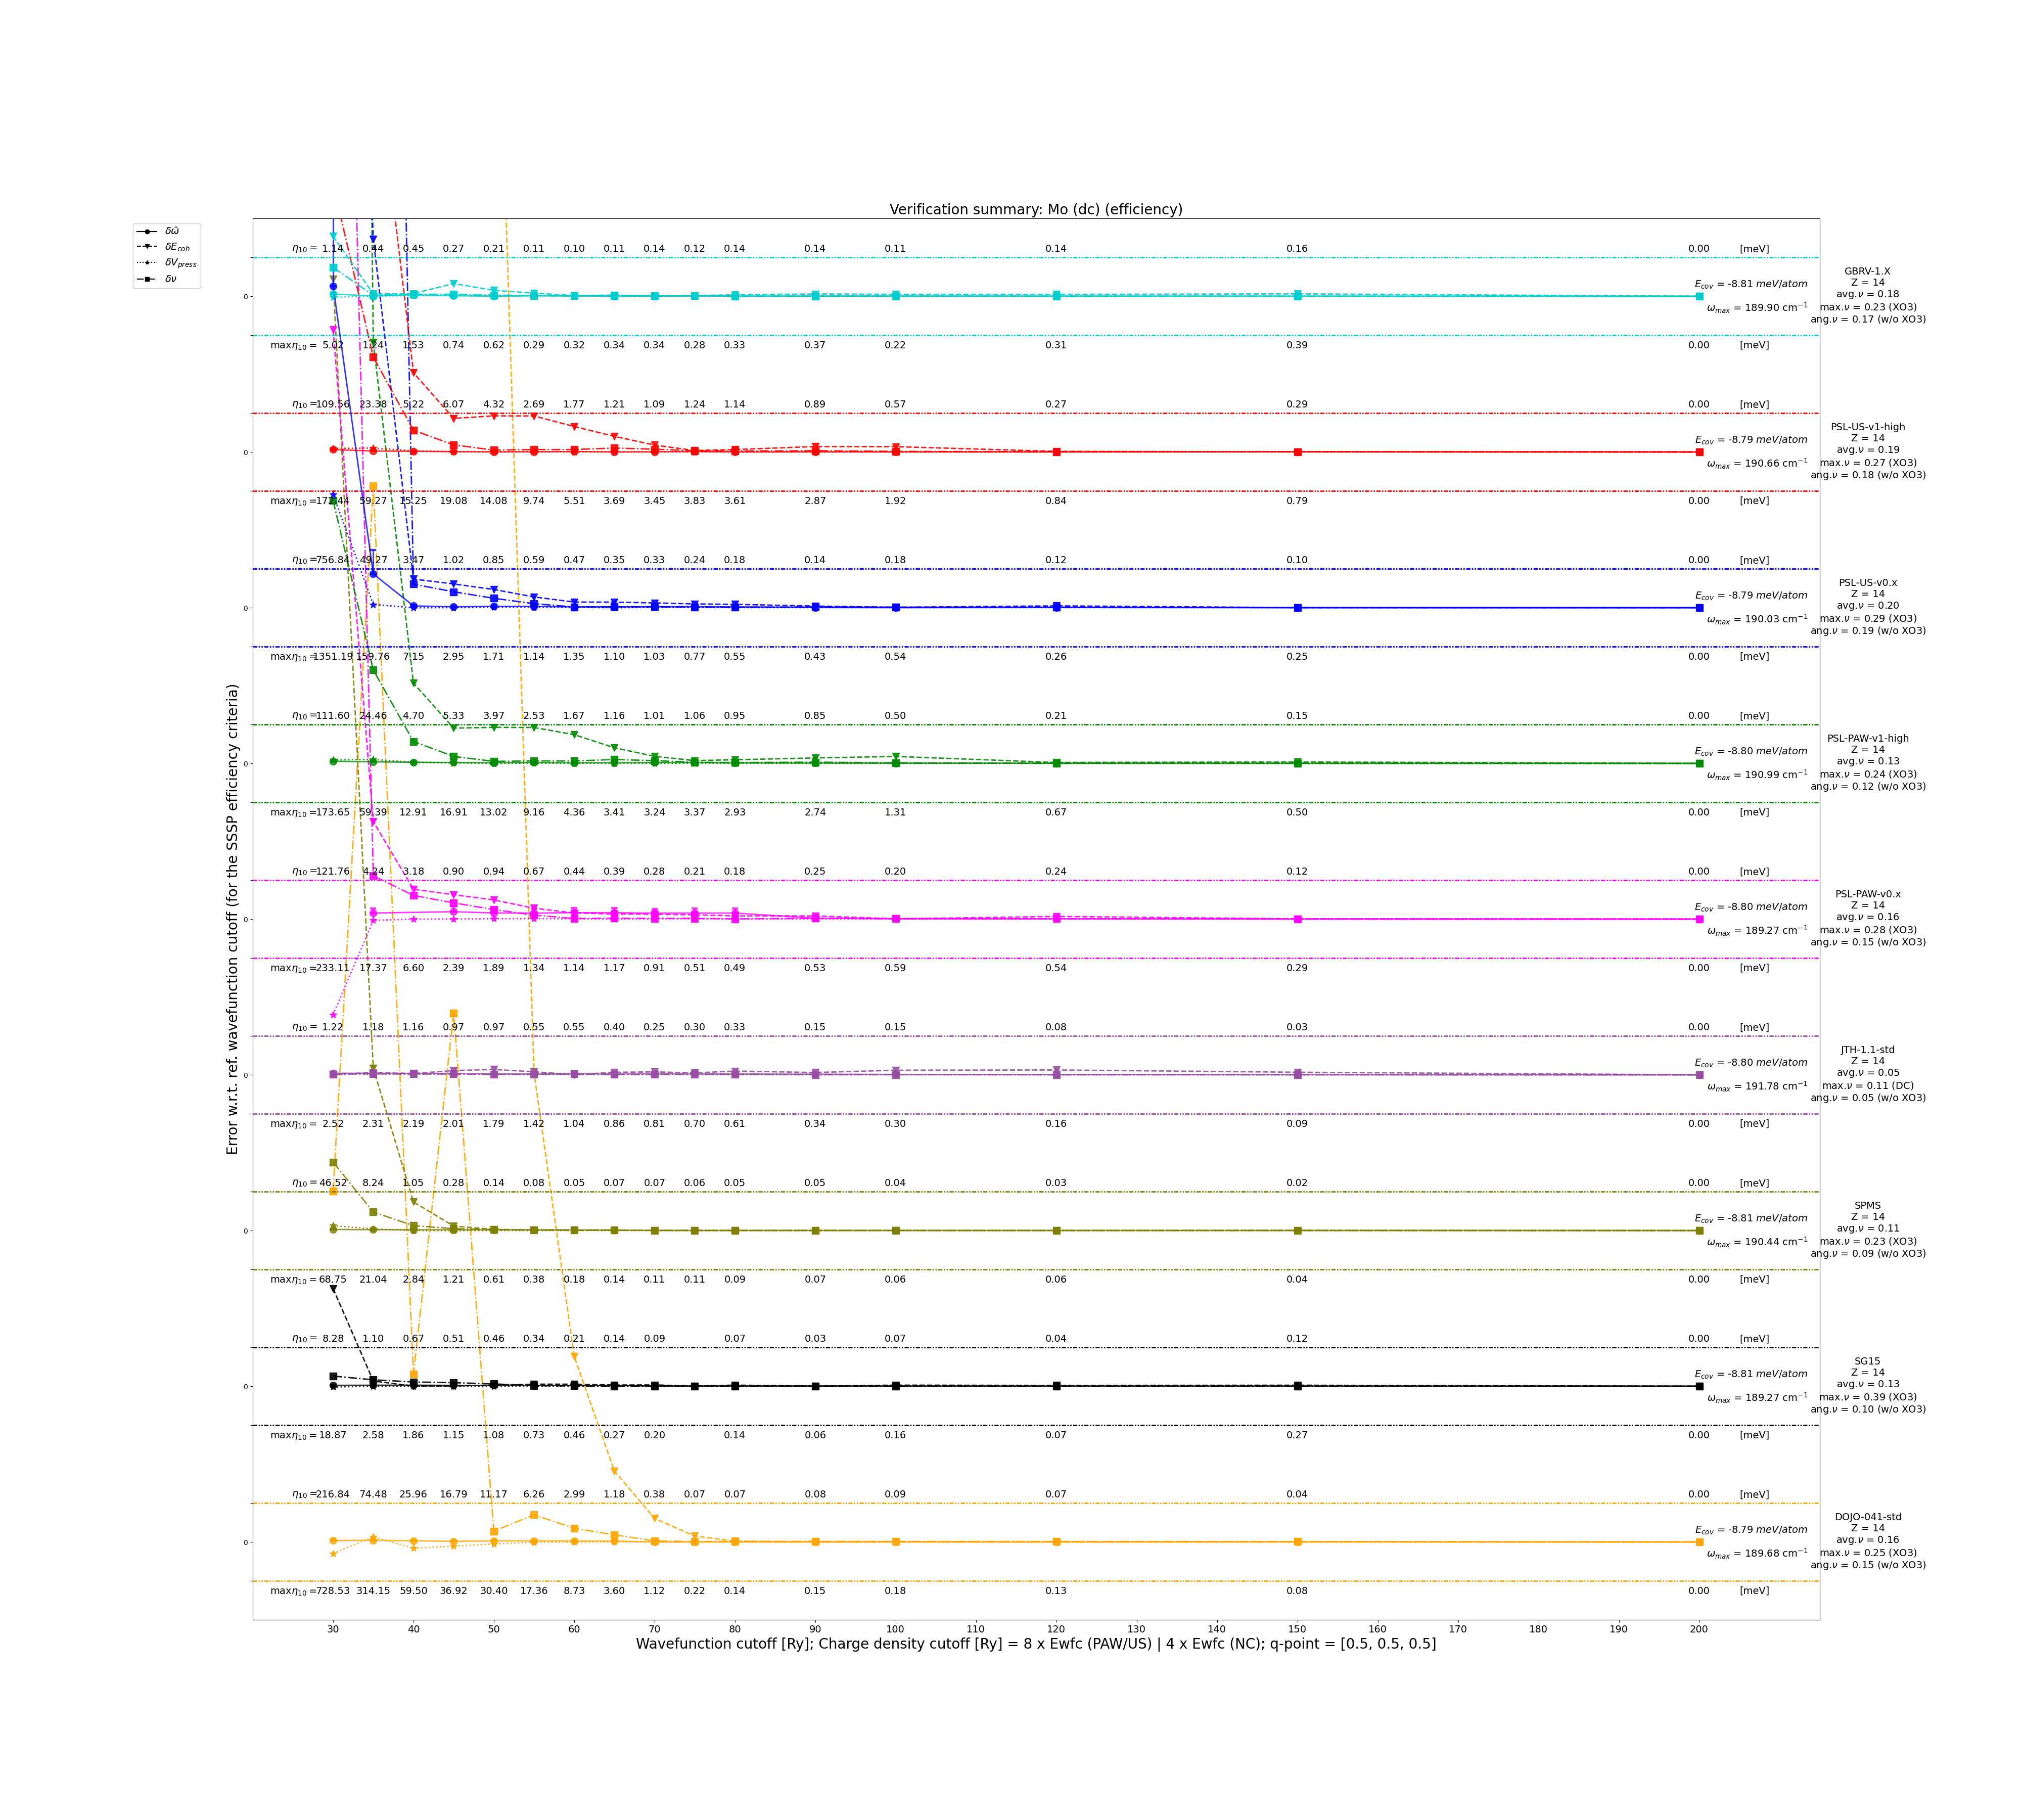 Verification summary: Mo (dc) (efficiency)
δω̄
δE_coh
δV_press
δν
η₁₀ = 1.14 0.44 0.45 0.27 0.21 0.11 0.10 0.11 0.14 0.12 0.14 0.14 0.11 0.14 0.16 0.00 [meV]
GBRV-1.X
Z = 14
avg.ν = 0.18
max.ν = 0.23 (XO3)
ang.ν = 0.17 (w/o XO3)
0
E_cov = -8.81 meV/atom
ω_max = 189.90 cm⁻¹
maxη₁₀ = 5.02 1.24 1.53 0.74 0.62 0.29 0.32 0.34 0.34 0.28 0.33 0.37 0.22 0.31 0.39 0.00 [meV]
η₁₀ = 109.56 23.38 5.22 6.07 4.32 2.69 1.77 1.21 1.09 1.24 1.14 0.89 0.57 0.27 0.29 0.00 [meV]
PSL-US-v1-high
Z = 14
avg.ν = 0.19
max.ν = 0.27 (XO3)
ang.ν = 0.18 (w/o XO3)
0
E_cov = -8.79 meV/atom
ω_max = 190.66 cm⁻¹
maxη₁₀ = 59.27 15.25 19.08 14.08 9.74 5.51 3.69 3.45 3.83 3.61 2.87 1.92 0.84 0.79 0.00 [meV]
η₁₀ = 756.84 49.27 3.47 1.02 0.85 0.59 0.47 0.35 0.33 0.24 0.18 0.14 0.18 0.12 0.10 0.00 [meV]
PSL-US-v0.x
Z = 14
avg.ν = 0.20
max.ν = 0.29 (XO3)
ang.ν = 0.19 (w/o XO3)
0
E_cov = -8.79 meV/atom
ω_max = 190.03 cm⁻¹
maxη₁₀ = 1351.19 159.76 7.15 2.95 1.71 1.14 1.35 1.10 1.03 0.77 0.55 0.43 0.54 0.26 0.25 0.00 [meV]
η₁₀ = 111.60 24.46 4.70 5.33 3.97 2.53 1.67 1.16 1.01 1.06 0.95 0.85 0.50 0.21 0.15 0.00 [meV]
PSL-PAW-v1-high
Z = 14
avg.ν = 0.13
max.ν = 0.24 (XO3)
ang.ν = 0.12 (w/o XO3)
0
E_cov = -8.80 meV/atom
ω_max = 190.99 cm⁻¹
maxη₁₀ = 173.65 59.39 12.91 16.91 13.02 9.16 4.36 3.41 3.24 3.37 2.93 2.74 1.31 0.67 0.50 0.00 [meV]
η₁₀ = 121.76 4.24 3.18 0.90 0.94 0.67 0.44 0.39 0.28 0.21 0.18 0.25 0.20 0.24 0.12 0.00 [meV]
PSL-PAW-v0.x
Z = 14
avg.ν = 0.16
max.ν = 0.28 (XO3)
ang.ν = 0.15 (w/o XO3)
0
E_cov = -8.80 meV/atom
ω_max = 189.27 cm⁻¹
maxη₁₀ = 233.11 17.37 6.60 2.39 1.89 1.34 1.14 1.17 0.91 0.51 0.49 0.53 0.59 0.54 0.29 0.00 [meV]
η₁₀ = 1.22 1.18 1.16 0.97 0.97 0.55 0.55 0.40 0.25 0.30 0.33 0.15 0.15 0.08 0.03 0.00 [meV]
JTH-1.1-std
Z = 14
avg.ν = 0.05
max.ν = 0.11 (DC)
ang.ν = 0.05 (w/o XO3)
0
E_cov = -8.80 meV/atom
ω_max = 191.78 cm⁻¹
maxη₁₀ = 2.52 2.31 2.19 2.01 1.79 1.42 1.04 0.86 0.81 0.70 0.61 0.34 0.30 0.16 0.09 0.00 [meV]
η₁₀ = 46.52 8.24 1.05 0.28 0.14 0.08 0.05 0.07 0.07 0.06 0.05 0.05 0.04 0.03 0.02 0.00 [meV]
SPMS
Z = 14
avg.ν = 0.11
max.ν = 0.23 (XO3)
ang.ν = 0.09 (w/o XO3)
0
E_cov = -8.81 meV/atom
ω_max = 190.44 cm⁻¹
maxη₁₀ = 68.75 21.04 2.84 1.21 0.61 0.38 0.18 0.14 0.11 0.11 0.09 0.07 0.06 0.06 0.04 0.00 [meV]
η₁₀ = 8.28 1.10 0.67 0.51 0.46 0.34 0.21 0.14 0.09 0.07 0.03 0.07 0.04 0.12 0.00 [meV]
SG15
Z = 14
avg.ν = 0.13
max.ν = 0.39 (XO3)
ang.ν = 0.10 (w/o XO3)
0
E_cov = -8.81 meV/atom
ω_max = 189.27 cm⁻¹
maxη₁₀ = 18.87 2.58 1.86 1.15 1.08 0.73 0.46 0.27 0.20 0.14 0.06 0.16 0.07 0.27 0.00 [meV]
η₁₀ = 216.84 74.48 25.96 16.79 11.17 6.26 2.99 1.18 0.38 0.07 0.07 0.08 0.09 0.07 0.04 0.00 [meV]
DOJO-041-std
Z = 14
avg.ν = 0.16
max.ν = 0.25 (XO3)
ang.ν = 0.15 (w/o XO3)
0
E_cov = -8.79 meV/atom
ω_max = 189.68 cm⁻¹
maxη₁₀ = 728.53 314.15 59.50 36.92 30.40 17.36 8.73 3.60 1.12 0.22 0.14 0.15 0.18 0.13 0.08 0.00 [meV]
30 40 50 60 70 80 90 100 110 120 130 140 150 160 170 180 190 200
Wavefunction cutoff [Ry]; Charge density cutoff [Ry] = 8 x Ewfc (PAW/US) | 4 x Ewfc (NC); q-point = [0.5, 0.5, 0.5]
Error w.r.t. ref. wavefunction cutoff (for the SSSP efficiency criteria)